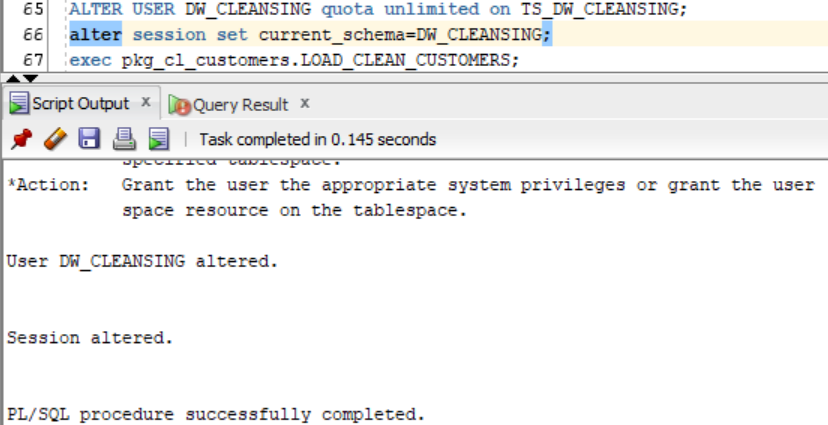 65 ALTER USER DW_CLEANSING quota unlimited on TS_DW_CLEANSING;
66 alter session set current_schema=DW_CLEANSING;
67 exec pkg_cl_customers.LOAD_CLEAN_CUSTOMERS;
Script Output x Query Result x
Task completed in 0.145 seconds
specified tablespace.
*Action: Grant the user the appropriate system privileges or grant the user
space resource on the tablespace.
User DW_CLEANSING altered.
Session altered.
PL/SQL procedure successfully completed.